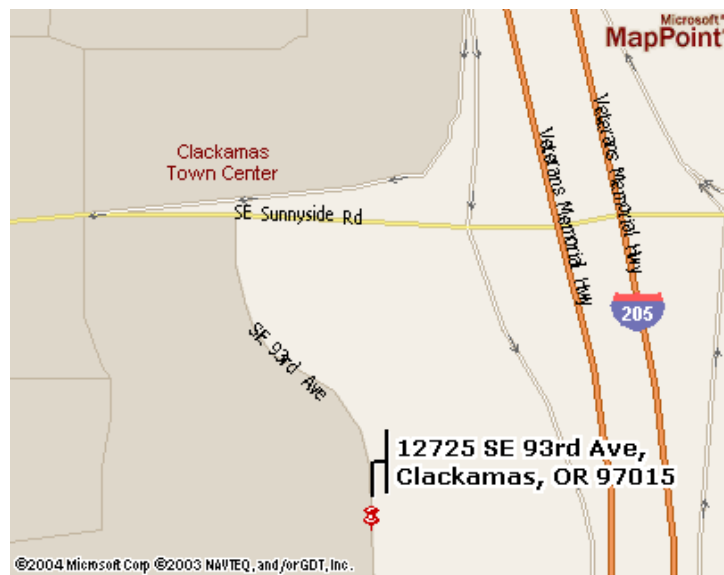 Microsoft®
MapPoint®
Clackamas
Town Center
SE Sunnyside Rd
Veterans Memorial Hwy
Veterans Memorial Hwy
205
SE 93rd Ave
12725 SE 93rd Ave,
Clackamas, OR 97015
©2004 Microsoft Corp ©2003 NAVTEQ, and/or GDT, Inc.